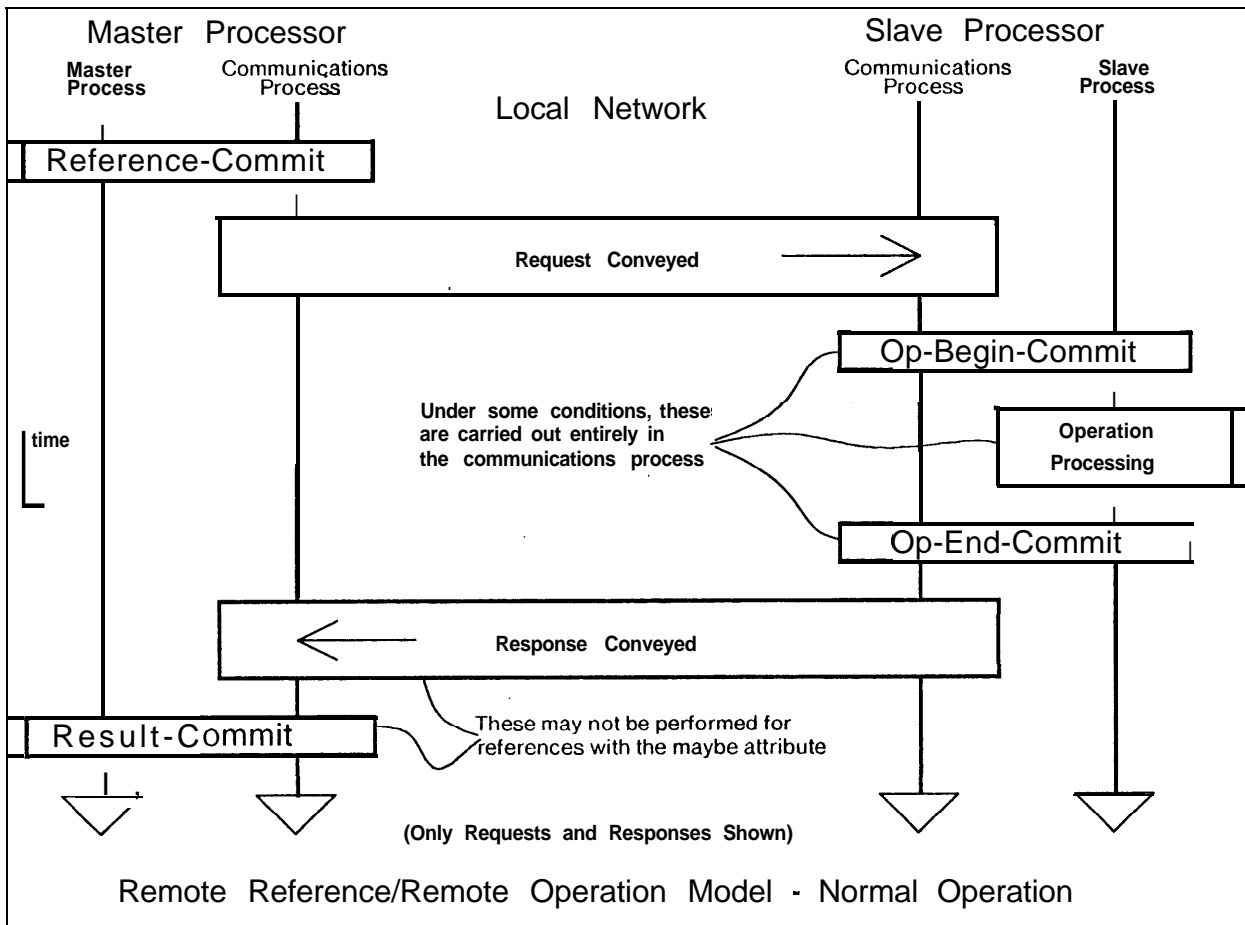 Master Processor
Slave Processor
Master
Process
Communications
Process
Communications
Process
Slave
Process
Local Network
Reference-Commit
Request Conveyed
Op-Begin-Commit
Under some conditions, these
are carried out entirely in
the communications process
Operation
Processing
time
Op-End-Commit
Response Conveyed
These may not be performed for
references with the maybe attribute
Result-Commit
(Only Requests and Responses Shown)
Remote Reference/Remote Operation Model - Normal Operation